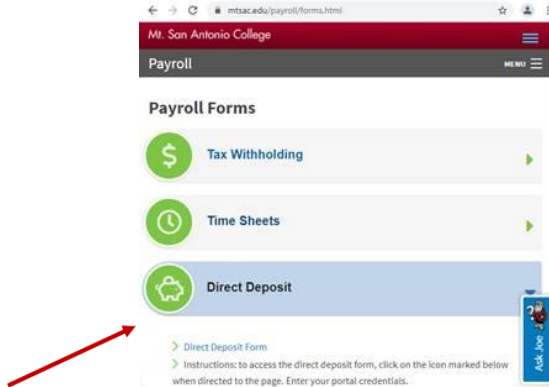 mtsac.edu/payroll/forms.html
Mt. San Antonio College
Payroll
MENU
Payroll Forms
Tax Withholding
Time Sheets
Direct Deposit
Direct Deposit Form
Instructions: to access the direct deposit form, click on the icon marked below
when directed to the page. Enter your portal credentials.
Ask Joe